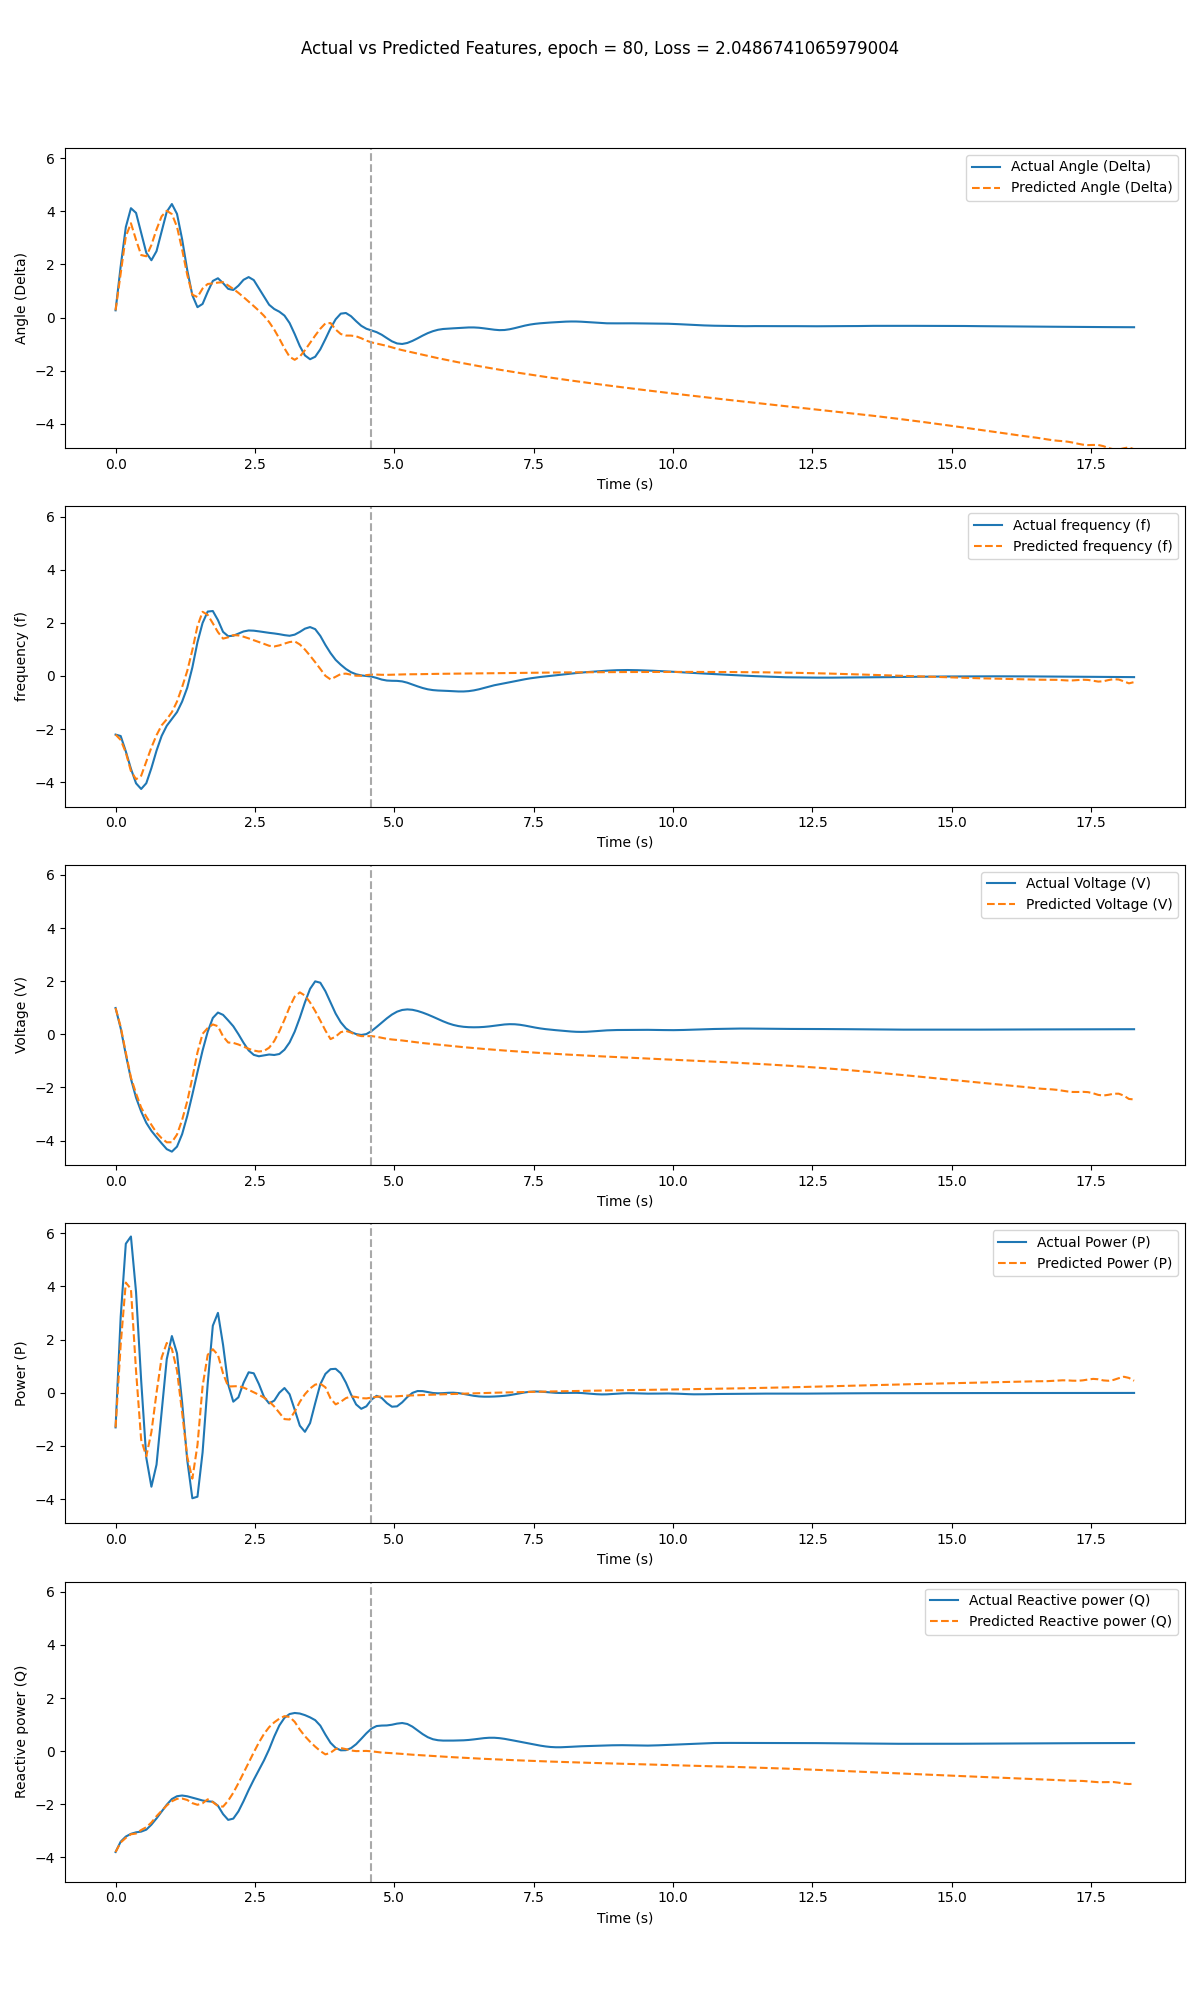 Actual vs Predicted Features, epoch = 80, Loss = 2.0486741065979004
Actual Angle (Delta)
Predicted Angle (Delta)
Angle (Delta)
6
4
2
0
−2
−4
0.0 2.5 5.0 7.5 10.0 12.5 15.0 17.5
Time (s)
Actual frequency (f)
Predicted frequency (f)
frequency (f)
6
4
2
0
−2
−4
0.0 2.5 5.0 7.5 10.0 12.5 15.0 17.5
Time (s)
Actual Voltage (V)
Predicted Voltage (V)
Voltage (V)
6
4
2
0
−2
−4
0.0 2.5 5.0 7.5 10.0 12.5 15.0 17.5
Time (s)
Actual Power (P)
Predicted Power (P)
Power (P)
6
4
2
0
−2
−4
0.0 2.5 5.0 7.5 10.0 12.5 15.0 17.5
Time (s)
Actual Reactive power (Q)
Predicted Reactive power (Q)
Reactive power (Q)
6
4
2
0
−2
−4
0.0 2.5 5.0 7.5 10.0 12.5 15.0 17.5
Time (s)